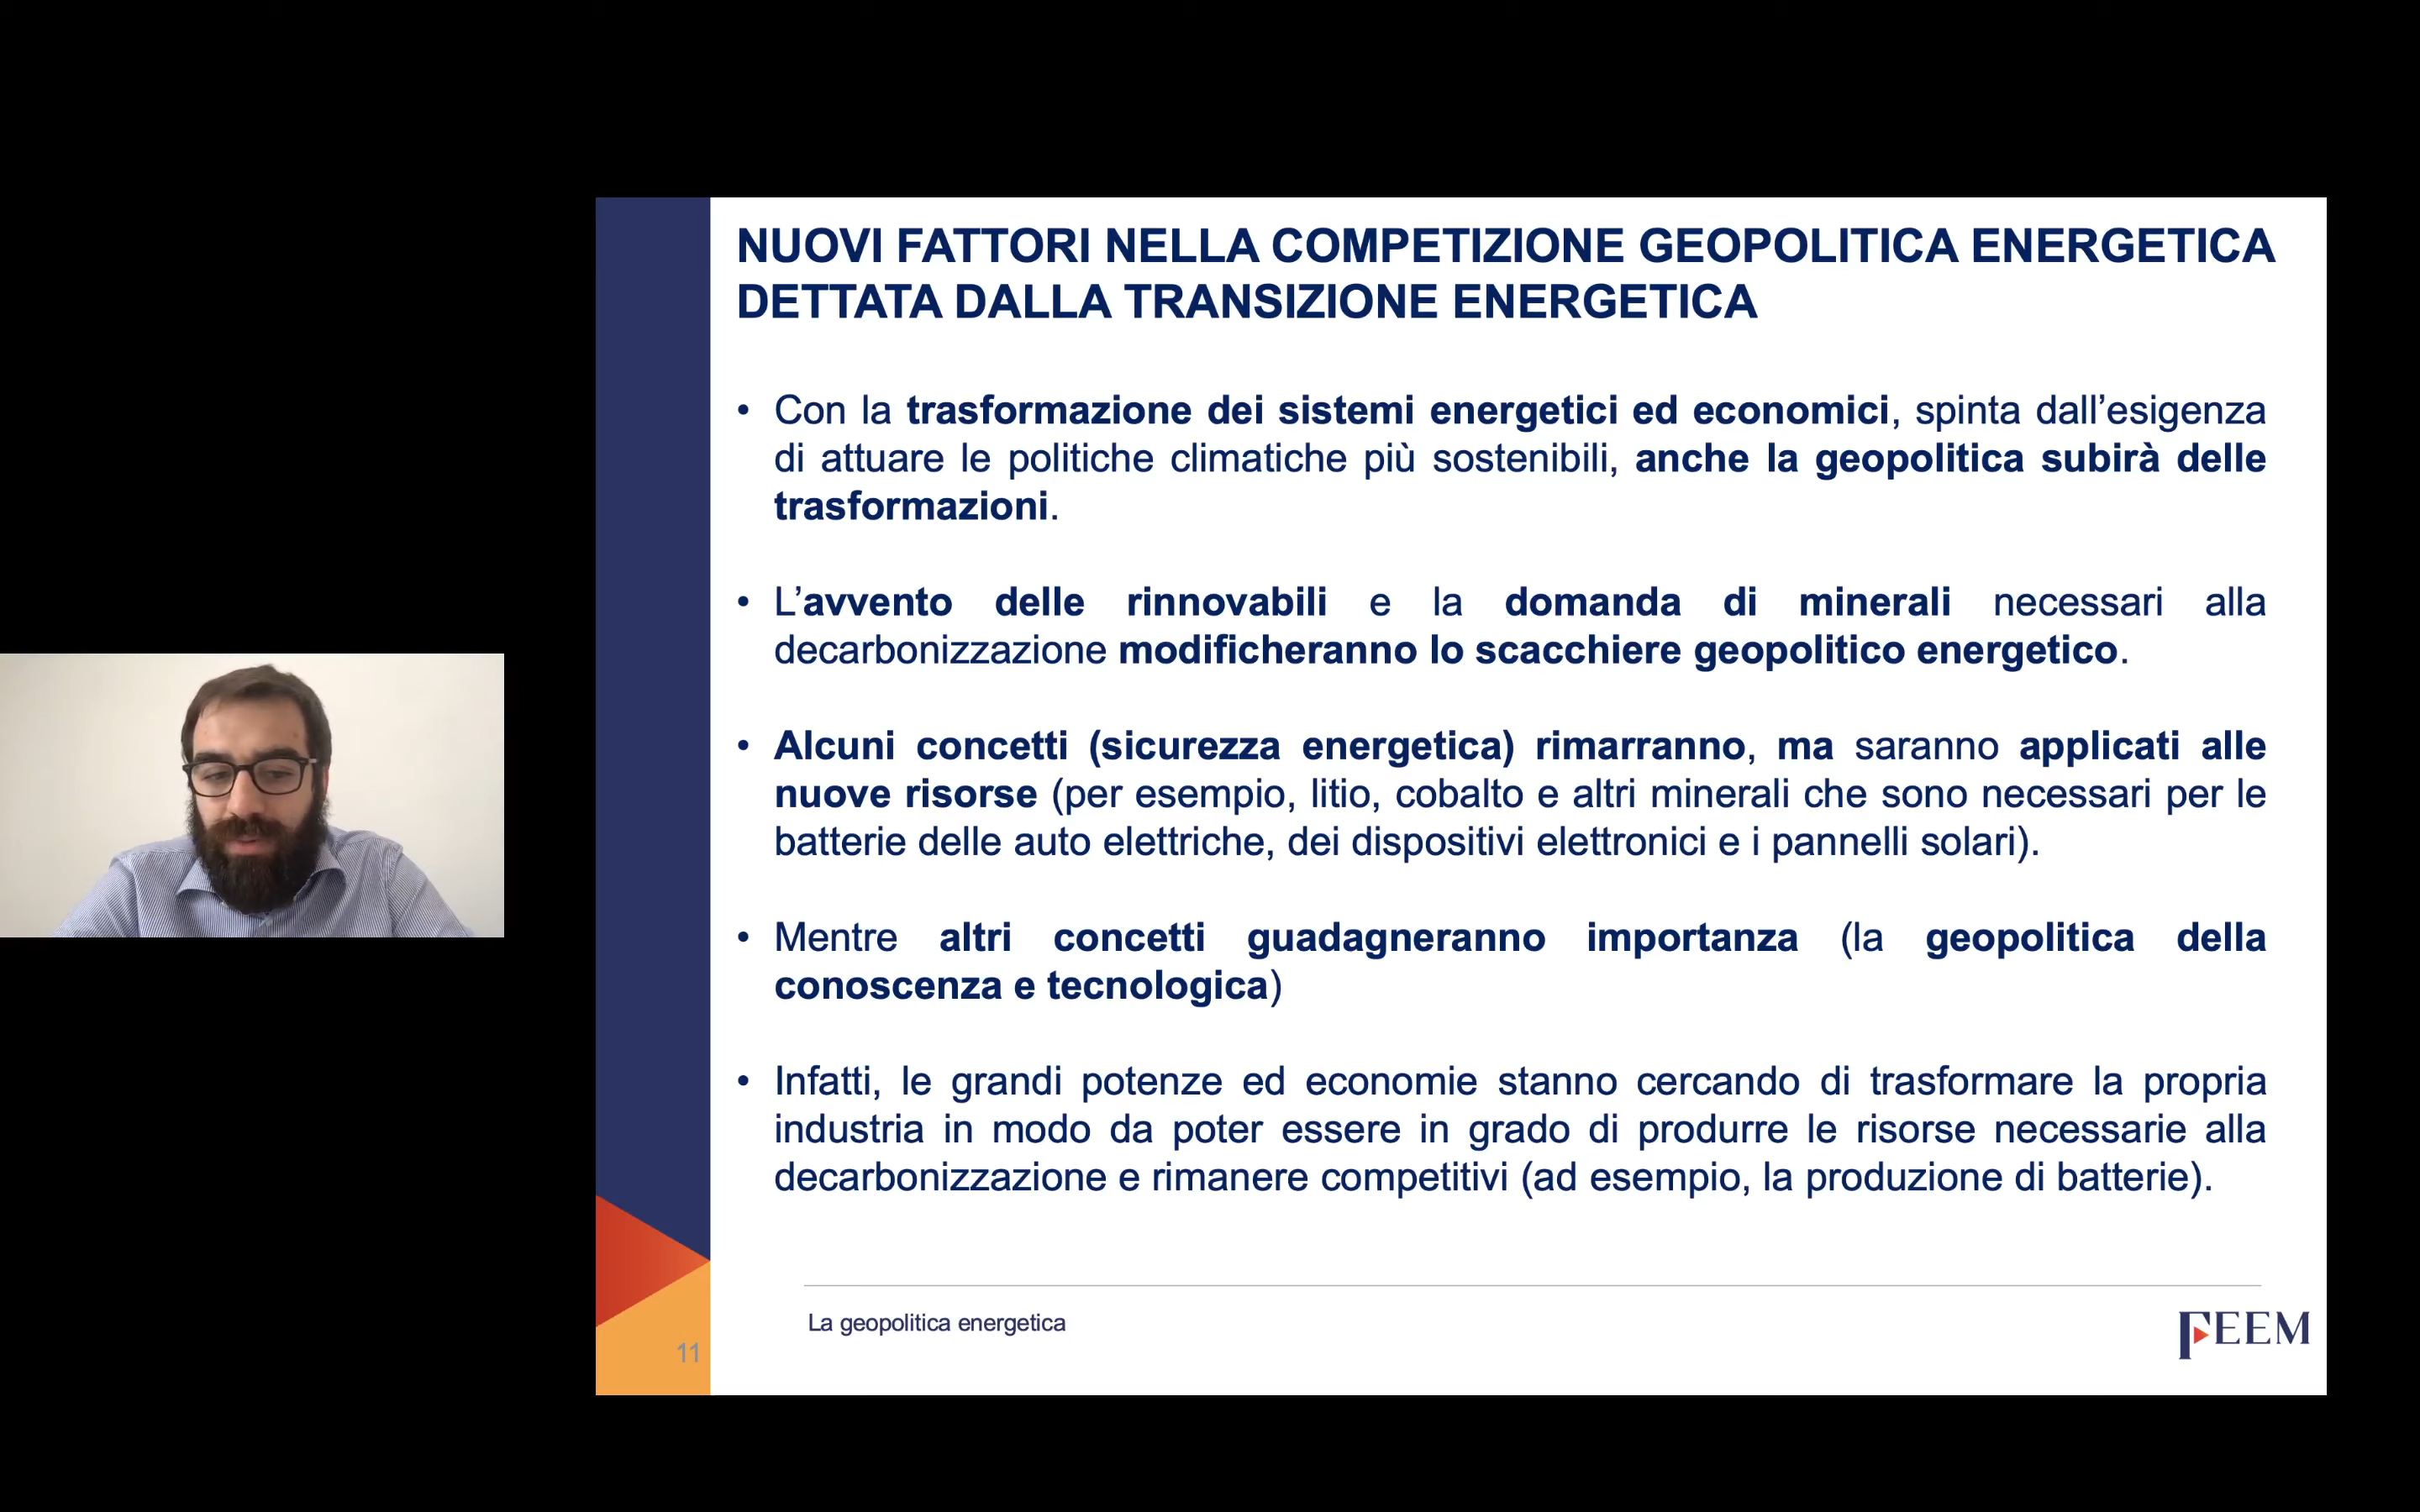 NUOVI FATTORI NELLA COMPETIZIONE GEOPOLITICA ENERGETICA
DETTATA DALLA TRANSIZIONE ENERGETICA
• Con la trasformazione dei sistemi energetici ed economici, spinta dall’esigenza
di attuare le politiche climatiche più sostenibili, anche la geopolitica subirà delle
trasformazioni.
• L’avvento delle rinnovabili e la domanda di minerali necessari alla
decarbonizzazione modificheranno lo scacchiere geopolitico energetico.
• Alcuni concetti (sicurezza energetica) rimarranno, ma saranno applicati alle
nuove risorse (per esempio, litio, cobalto e altri minerali che sono necessari per le
batterie delle auto elettriche, dei dispositivi elettronici e i pannelli solari).
• Mentre altri concetti guadagneranno importanza (la geopolitica della
conoscenza e tecnologica)
• Infatti, le grandi potenze ed economie stanno cercando di trasformare la propria
industria in modo da poter essere in grado di produrre le risorse necessarie alla
decarbonizzazione e rimanere competitivi (ad esempio, la produzione di batterie).
La geopolitica energetica
11
FEEM